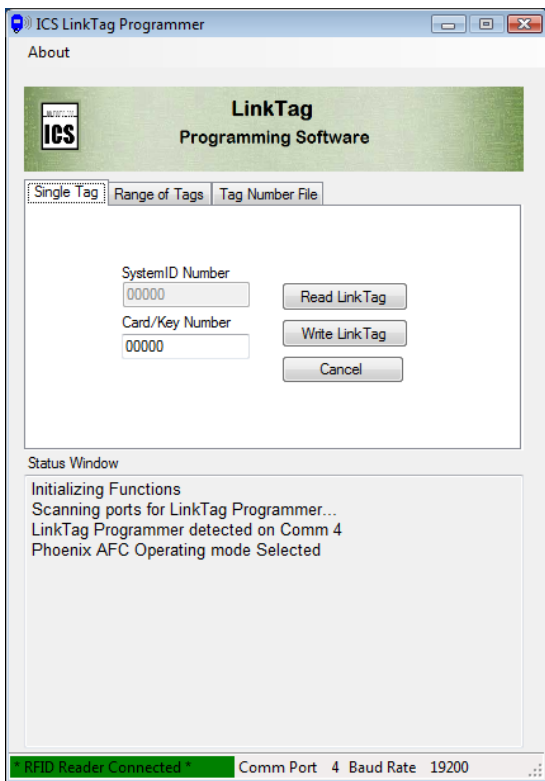 ICS LinkTag Programmer
About
ICS
LinkTag
Programming Software
Single Tag
Range of Tags
Tag Number File
SystemID Number
00000
Read LinkTag
Card/Key Number
00000
Write LinkTag
Cancel
Status Window
Initializing Functions
Scanning ports for LinkTag Programmer...
LinkTag Programmer detected on Comm 4
Phoenix AFC Operating mode Selected
* RFID Reader Connected *
Comm Port 4 Baud Rate 19200